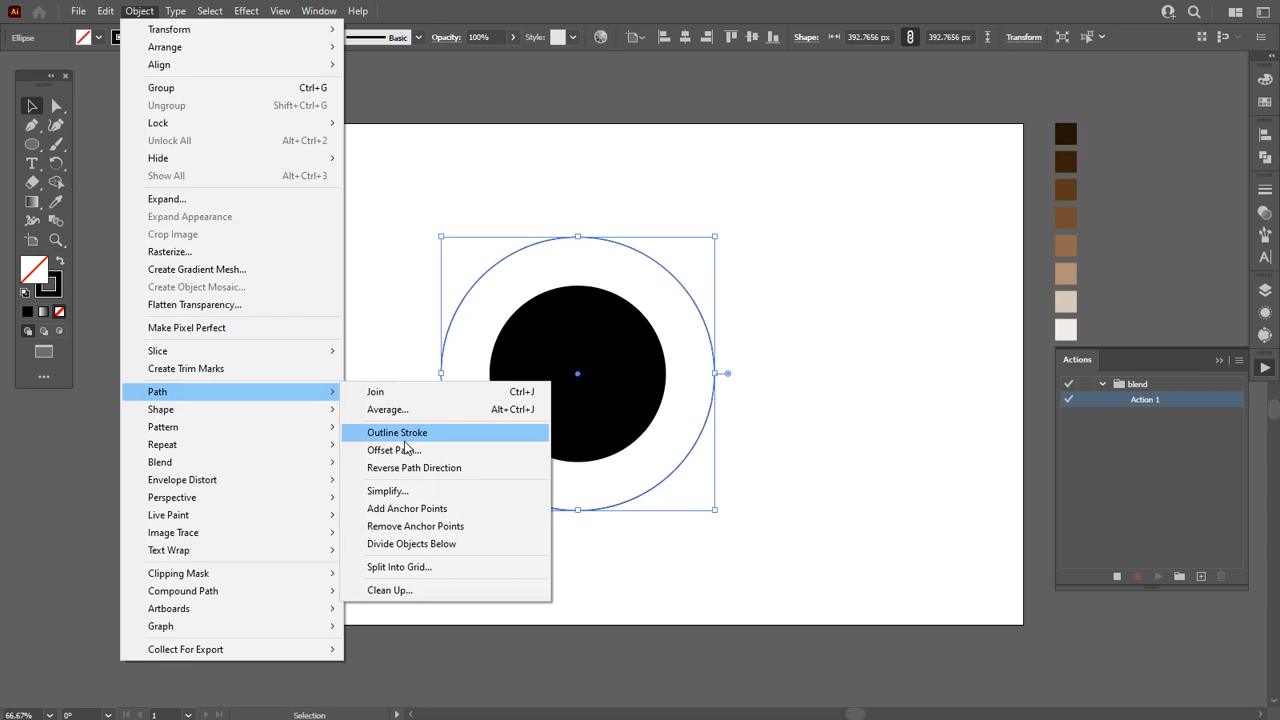 Ai File Edit Object Type Select Effect View Window Help
Ellipse Basic Opacity: 100% Style: Shape: 392.7656 px 392.7656 px Transform
Transform
Arrange
Align
Group Ctrl+G
Ungroup Shift+Ctrl+G
Lock
Unlock All Alt+Ctrl+2
Hide
Show All Alt+Ctrl+3
Expand...
Expand Appearance
Crop Image
Rasterize...
Create Gradient Mesh...
Create Object Mosaic...
Flatten Transparency...
Make Pixel Perfect
Slice
Create Trim Marks
Path
Shape
Pattern
Repeat
Blend
Envelope Distort
Perspective
Live Paint
Image Trace
Text Wrap
Clipping Mask
Compound Path
Artboards
Graph
Collect For Export
Join Ctrl+J
Average... Alt+Ctrl+J
Outline Stroke
Offset Path...
Reverse Path Direction
Simplify...
Add Anchor Points
Remove Anchor Points
Divide Objects Below
Split Into Grid...
Clean Up...
Actions
blend
Action 1
66.67% 0° 1 Selection